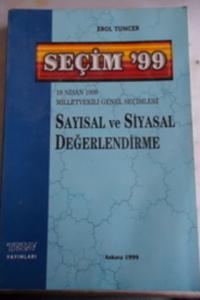 EROL TUNCER
SEÇİM '99
18 NİSAN 1999
MİLLETVEKİLİ GENEL SEÇİMLERİ
SAYISAL ve SİYASAL
DEĞERLENDİRME
TESAV
YAYINLARI
Ankara 1999